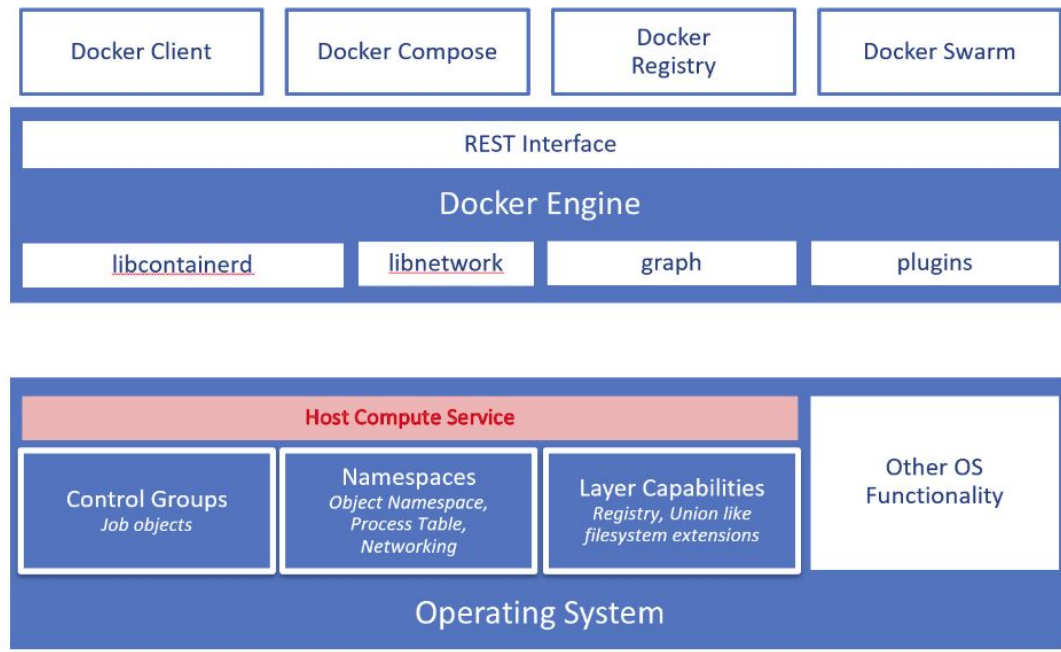 Docker Client
Docker Compose
Docker
Registry
Docker Swarm
REST Interface
Docker Engine
libcontainerd
libnetwork
graph
plugins
Host Compute Service
Control Groups
Job objects
Namespaces
Object Namespace,
Process Table,
Networking
Layer Capabilities
Registry, Union like
filesystem extensions
Other OS
Functionality
Operating System